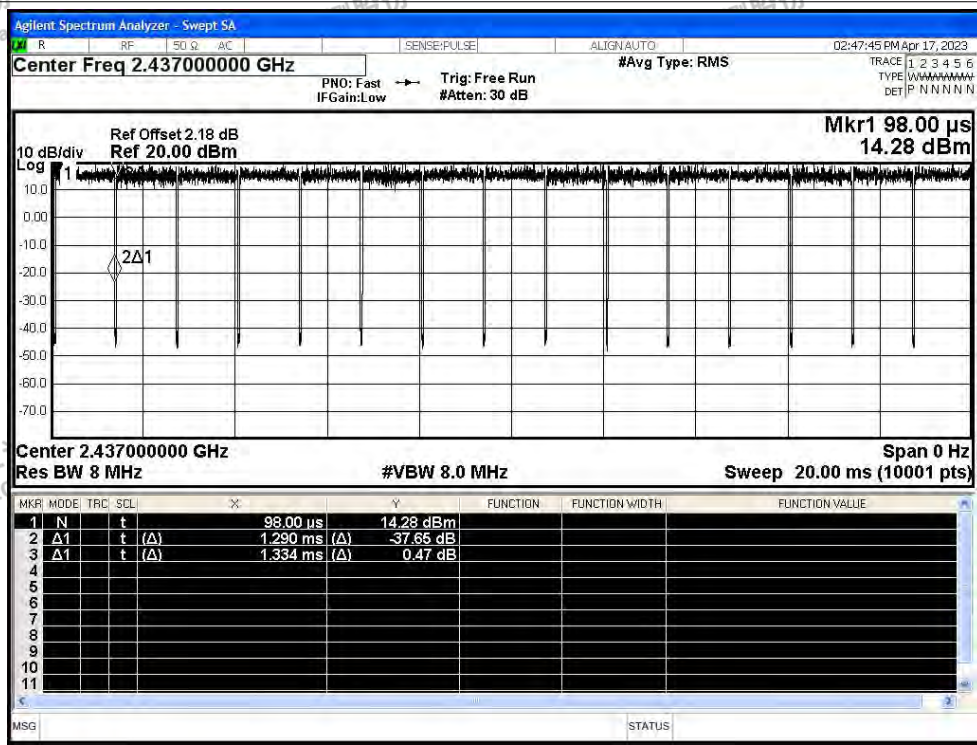 Agilent Spectrum Analyzer - Swept SA
R RF 50 Ω AC SENSE:PULSE ALIGN AUTO 02:47:45 PM Apr 17, 2023
Center Freq 2.437000000 GHz #Avg Type: RMS TRACE 1 2 3 4 5 6
PNO: Fast Trig: Free Run TYPE WWWWWW
IFGain:Low #Atten: 30 dB DET P N N N N N
Mkr1 98.00 µs
Ref Offset 2.18 dB
10 dB/div Ref 20.00 dBm 14.28 dBm
Log
1
10.0
0.00
-10.0
2Δ1
-20.0
-30.0
-40.0
-50.0
-60.0
-70.0
Center 2.437000000 GHz Span 0 Hz
Res BW 8 MHz #VBW 8.0 MHz Sweep 20.00 ms (10001 pts)
MKR MODE TRC SCL X Y FUNCTION FUNCTION WIDTH FUNCTION VALUE
1 N t 98.00 µs 14.28 dBm
2 Δ1 t (Δ) 1.290 ms (Δ) -37.65 dB
3 Δ1 t (Δ) 1.334 ms (Δ) 0.47 dB
4
5
6
7
8
9
10
11
MSG STATUS